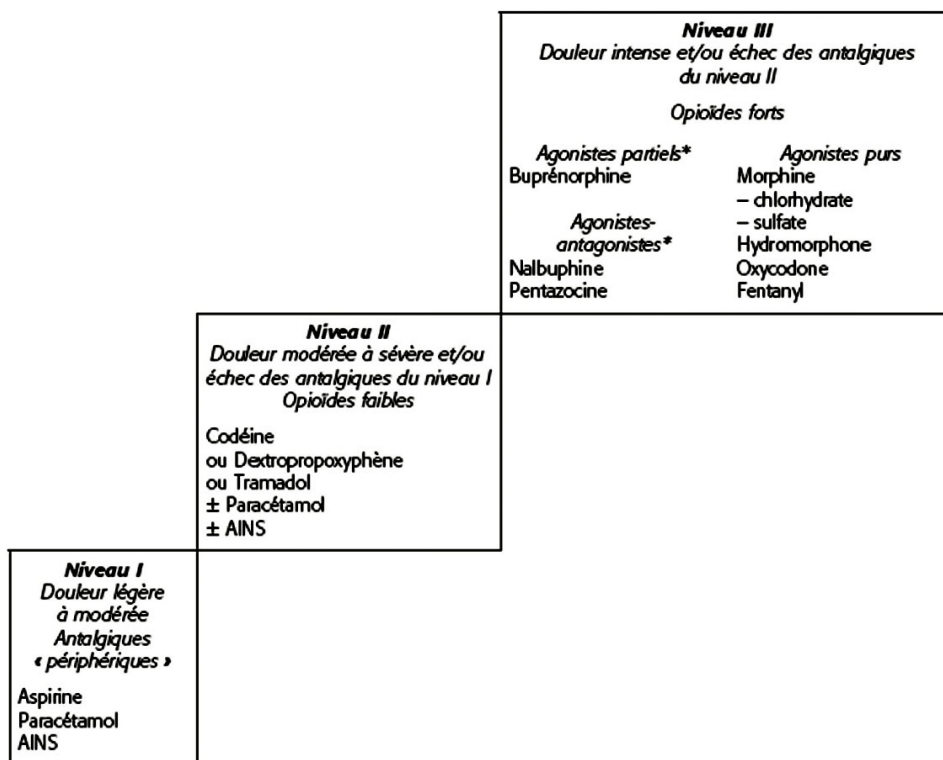 Niveau III
Douleur intense et/ou échec des antalgiques
du niveau II
Opioïdes forts
Agonistes partiels*
Buprénorphine
Agonistes-
antagonistes*
Nalbuphine
Pentazocine
Agonistes purs
Morphine
– chlorhydrate
– sulfate
Hydromorphone
Oxycodone
Fentanyl
Niveau II
Douleur modérée à sévère et/ou
échec des antalgiques du niveau I
Opioïdes faibles
Codéine
ou Dextropropoxyphène
ou Tramadol
± Paracétamol
± AINS
Niveau I
Douleur légère
à modérée
Antalgiques
« périphériques »
Aspirine
Paracétamol
AINS